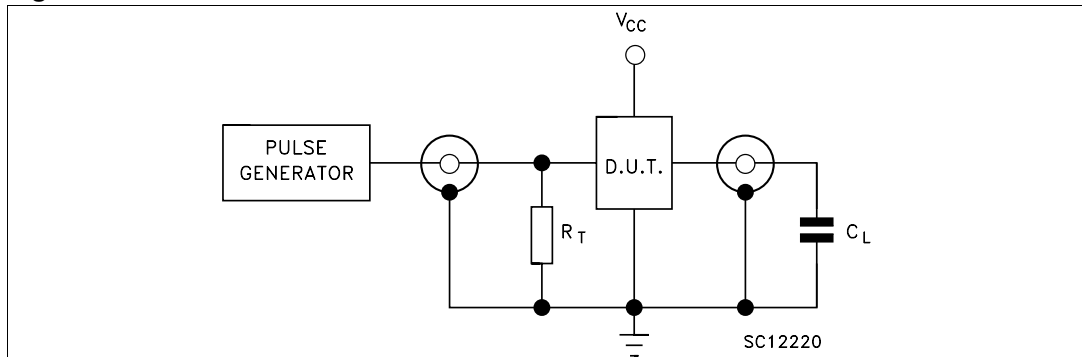 VCC
PULSE
GENERATOR
D.U.T.
RT
CL
SC12220